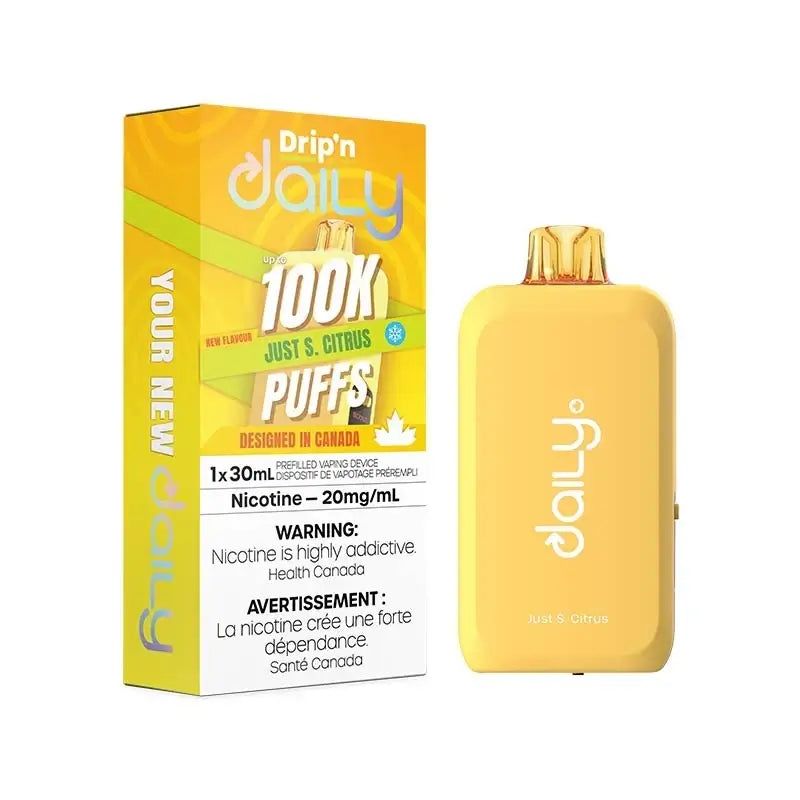 Drip'n
daily
up to
100K
NEW FLAVOUR
JUST S. CITRUS
PUFFS
DESIGNED IN CANADA
1 x 30mL PREFILLED VAPING DEVICE
DISPOSITIF DE VAPOTAGE PRÉREMPLI
Nicotine – 20mg/mL
WARNING:
Nicotine is highly addictive.
Health Canada
AVERTISSEMENT :
La nicotine crée une forte
dépendance.
Santé Canada
YOUR NEW daily
daily
Just S. Citrus